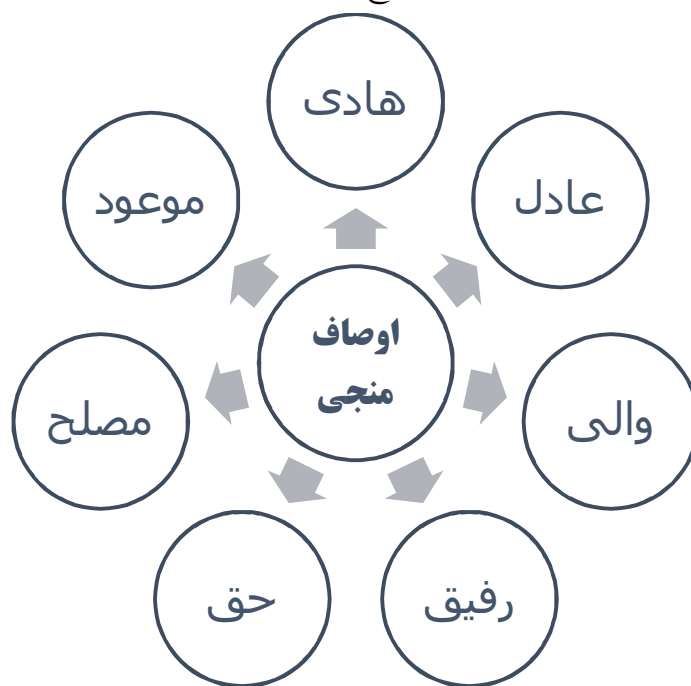 هادی
عادل
موعود
اوصاف
منجی
والی
مصلح
رفیق
حق